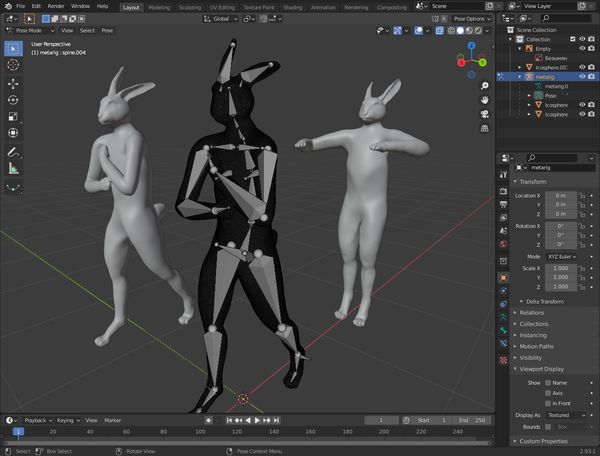 File Edit Render Window Help Layout Modeling Sculpting UV Editing Texture Paint Shading Scene View Layer
Global Pose Options
Pose Mode View Select Pose
User Perspective
(1) metarig : spine.004
Scene Collection
Collection
Empty
Безымян
Icosphere.00
metarig
metarig.0
Pose
Icosphere
Icosphere
metarig
Transform
Location X 0 m
Y 0 m
Z 0 m
Rotation X 0°
Y 0°
Z 0°
Mode XYZ Euler
Scale X 1.000
Y 1.000
Z 1.000
Delta Transform
Relations
Collections
Instancing
Motion Paths
Visibility
Viewport Display
Show Name
Axis
In Front
Display As Textured
Bounds Box
Custom Properties
Playback Keying View Marker 1 Start 1 End 250
1 20 40 60 80 100 120 140 160 180 200 220 240
Select Box Select Rotate View Pose Context Menu 2.93.1